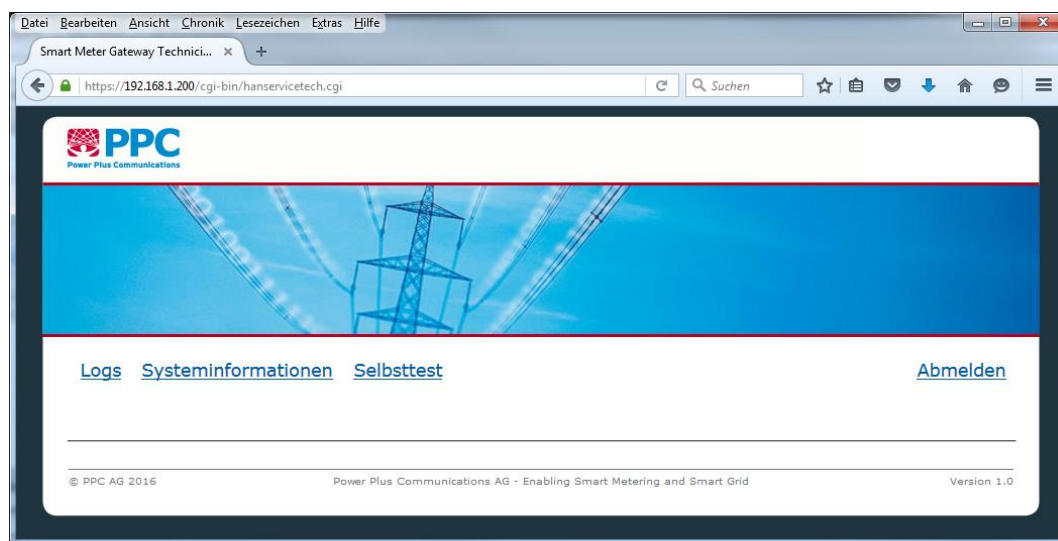 Datei Bearbeiten Ansicht Chronik Lesezeichen Extras Hilfe
Smart Meter Gateway Technici... × +
https://192.168.1.200/cgi-bin/hanservicetech.cgi Suchen
PPC
Power Plus Communications
Logs Systeminformationen Selbsttest Abmelden
© PPC AG 2016 Power Plus Communications AG - Enabling Smart Metering and Smart Grid Version 1.0